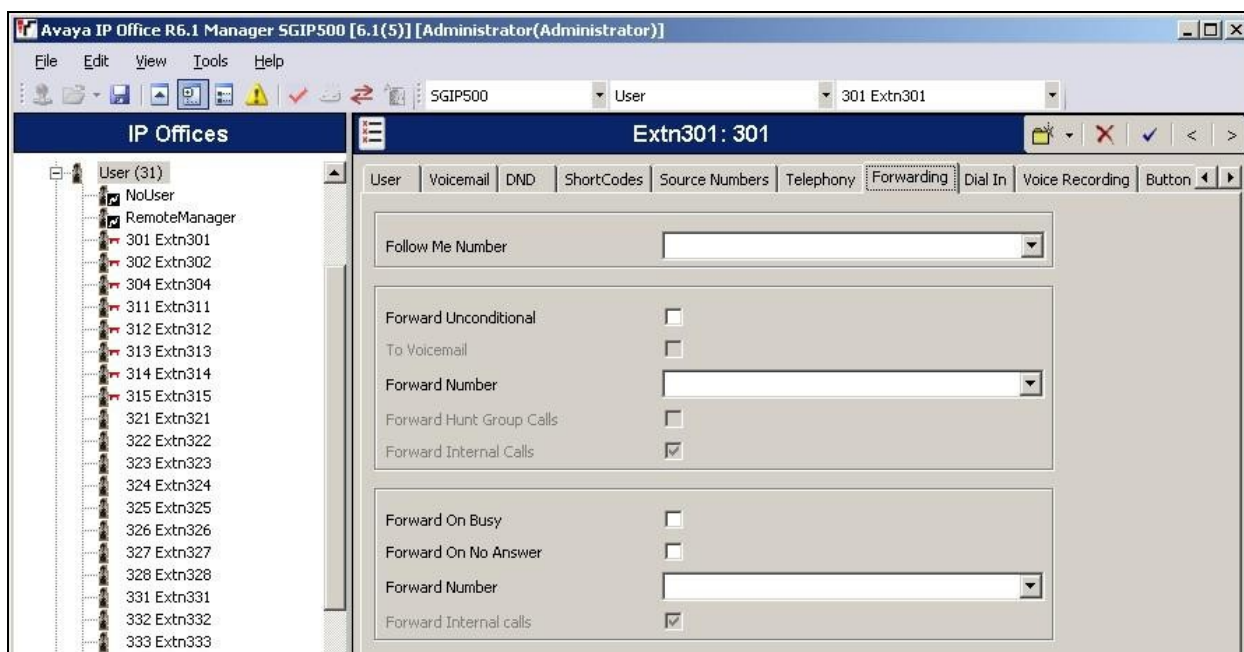 Avaya IP Office R6.1 Manager SGIP500 [6.1(5)] [Administrator(Administrator)]
File Edit View Tools Help
SGIP500 User 301 Extn301
IP Offices
Extn301: 301
User (31)
NoUser
RemoteManager
301 Extn301
302 Extn302
304 Extn304
311 Extn311
312 Extn312
313 Extn313
314 Extn314
315 Extn315
321 Extn321
322 Extn322
323 Extn323
324 Extn324
325 Extn325
326 Extn326
327 Extn327
328 Extn328
331 Extn331
332 Extn332
333 Extn333
User Voicemail DND ShortCodes Source Numbers Telephony Forwarding Dial In Voice Recording Button
Follow Me Number
Forward Unconditional
To Voicemail
Forward Number
Forward Hunt Group Calls
Forward Internal Calls
Forward On Busy
Forward On No Answer
Forward Number
Forward Internal calls